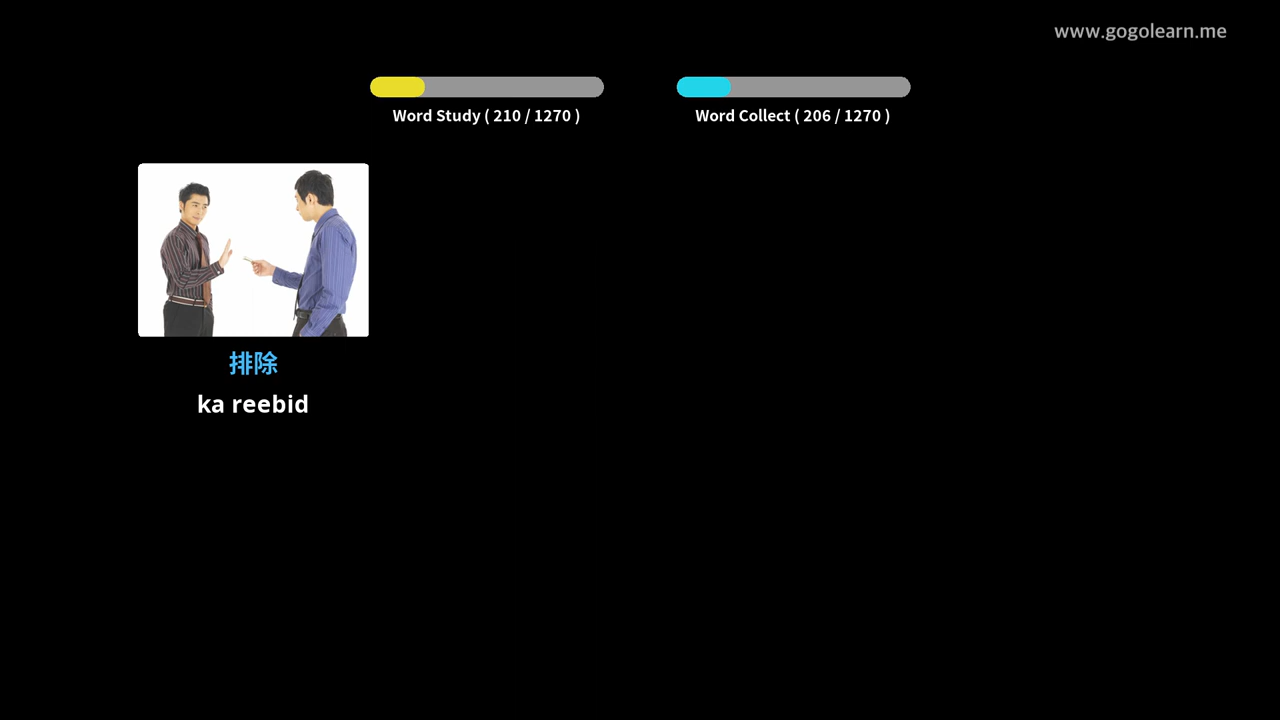 www.gogolearn.me
Word Study ( 210 / 1270 )
Word Collect ( 206 / 1270 )
排除
ka reebid